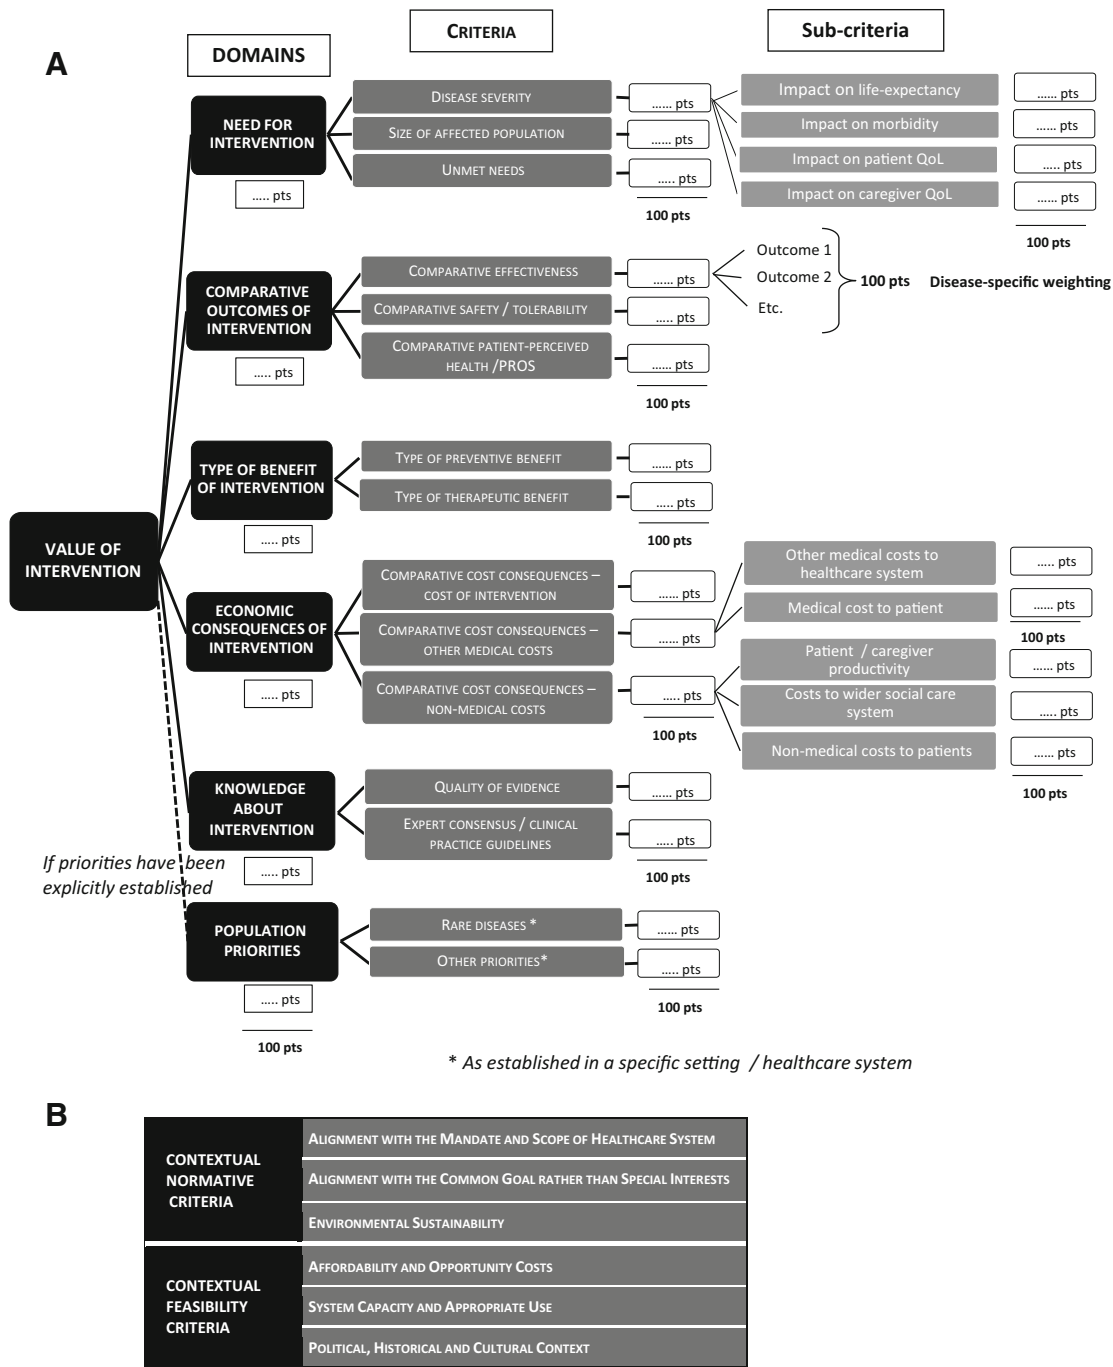 A
DOMAINS
CRITERIA
Sub-criteria
NEED FOR
INTERVENTION
..... pts
DISEASE SEVERITY
...... pts
SIZE OF AFFECTED POPULATION
...... pts
UNMET NEEDS
..... pts
100 pts
Impact on life-expectancy
...... pts
Impact on morbidity
...... pts
Impact on patient QoL
..... pts
Impact on caregiver QoL
...... pts
100 pts
COMPARATIVE
OUTCOMES OF
INTERVENTION
..... pts
COMPARATIVE EFFECTIVENESS
...... pts
COMPARATIVE SAFETY / TOLERABILITY
..... pts
COMPARATIVE PATIENT-PERCEIVED
HEALTH /PROS
...... pts
100 pts
Outcome 1
Outcome 2
Etc.
100 pts
Disease-specific weighting
TYPE OF BENEFIT
OF INTERVENTION
..... pts
TYPE OF PREVENTIVE BENEFIT
...... pts
TYPE OF THERAPEUTIC BENEFIT
..... pts
100 pts
VALUE OF
INTERVENTION
ECONOMIC
CONSEQUENCES OF
INTERVENTION
..... pts
COMPARATIVE COST CONSEQUENCES –
COST OF INTERVENTION
...... pts
COMPARATIVE COST CONSEQUENCES –
OTHER MEDICAL COSTS
...... pts
COMPARATIVE COST CONSEQUENCES –
NON-MEDICAL COSTS
..... pts
100 pts
Other medical costs to
healthcare system
..... pts
Medical cost to patient
...... pts
100 pts
Patient / caregiver
productivity
...... pts
Costs to wider social care
system
..... pts
Non-medical costs to patients
...... pts
100 pts
KNOWLEDGE
ABOUT
INTERVENTION
..... pts
QUALITY OF EVIDENCE
...... pts
EXPERT CONSENSUS / CLINICAL
PRACTICE GUIDELINES
..... pts
100 pts
If priorities have been
explicitly established
POPULATION
PRIORITIES
..... pts
100 pts
RARE DISEASES *
...... pts
OTHER PRIORITIES*
..... pts
100 pts
* As established in a specific setting / healthcare system
B
CONTEXTUAL
NORMATIVE
CRITERIA
ALIGNMENT WITH THE MANDATE AND SCOPE OF HEALTHCARE SYSTEM
ALIGNMENT WITH THE COMMON GOAL RATHER THAN SPECIAL INTERESTS
ENVIRONMENTAL SUSTAINABILITY
CONTEXTUAL
FEASIBILITY
CRITERIA
AFFORDABILITY AND OPPORTUNITY COSTS
SYSTEM CAPACITY AND APPROPRIATE USE
POLITICAL, HISTORICAL AND CULTURAL CONTEXT